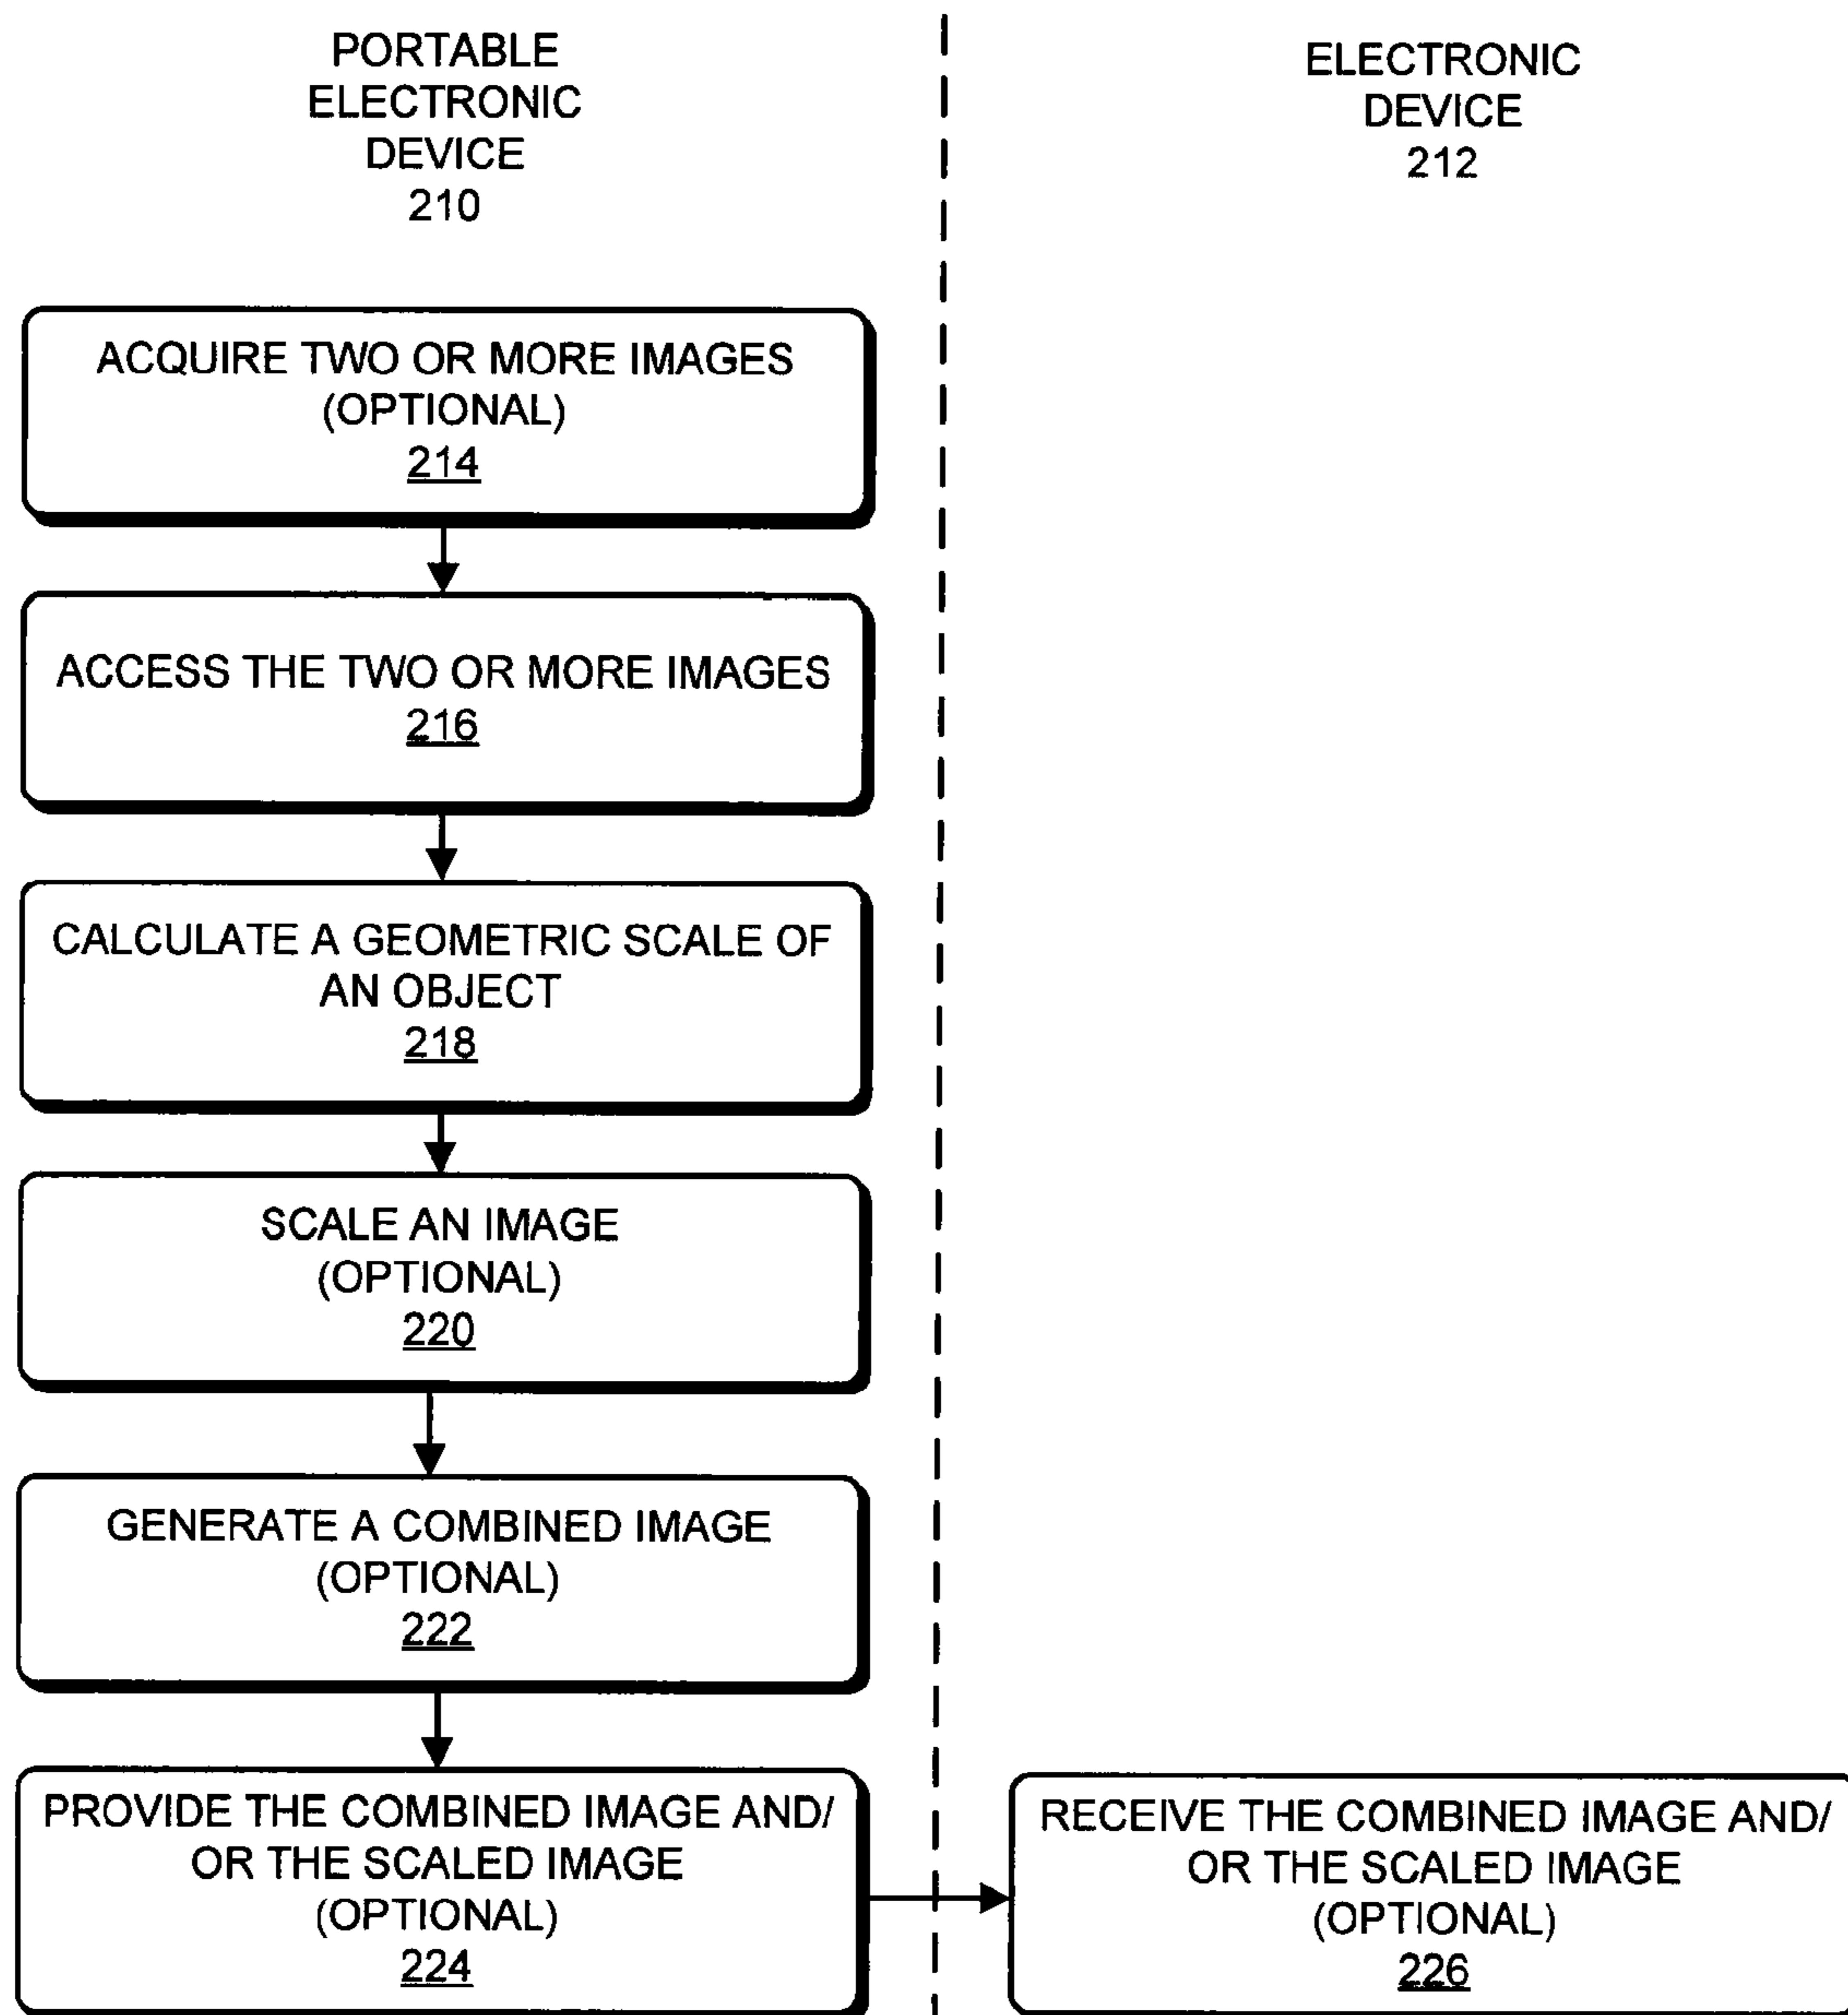 PORTABLE
ELECTRONIC
DEVICE
210
ELECTRONIC
DEVICE
212
ACQUIRE TWO OR MORE IMAGES
(OPTIONAL)
214
ACCESS THE TWO OR MORE IMAGES
216
CALCULATE A GEOMETRIC SCALE OF
AN OBJECT
218
SCALE AN IMAGE
(OPTIONAL)
220
GENERATE A COMBINED IMAGE
(OPTIONAL)
222
PROVIDE THE COMBINED IMAGE AND/
OR THE SCALED IMAGE
(OPTIONAL)
224
RECEIVE THE COMBINED IMAGE AND/
OR THE SCALED IMAGE
(OPTIONAL)
226